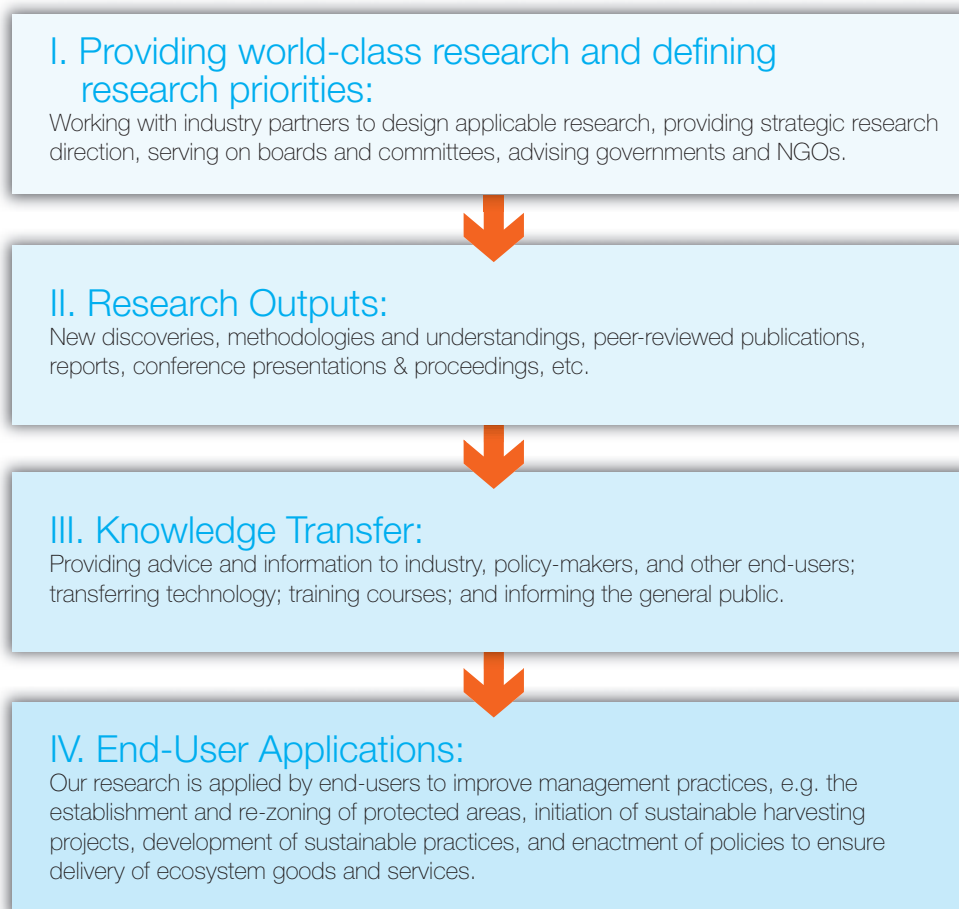 I. Providing world-class research and defining
research priorities:
Working with industry partners to design applicable research, providing strategic research
direction, serving on boards and committees, advising governments and NGOs.
II. Research Outputs:
New discoveries, methodologies and understandings, peer-reviewed publications,
reports, conference presentations & proceedings, etc.
III. Knowledge Transfer:
Providing advice and information to industry, policy-makers, and other end-users;
transferring technology; training courses; and informing the general public.
IV. End-User Applications:
Our research is applied by end-users to improve management practices, e.g. the
establishment and re-zoning of protected areas, initiation of sustainable harvesting
projects, development of sustainable practices, and enactment of policies to ensure
delivery of ecosystem goods and services.